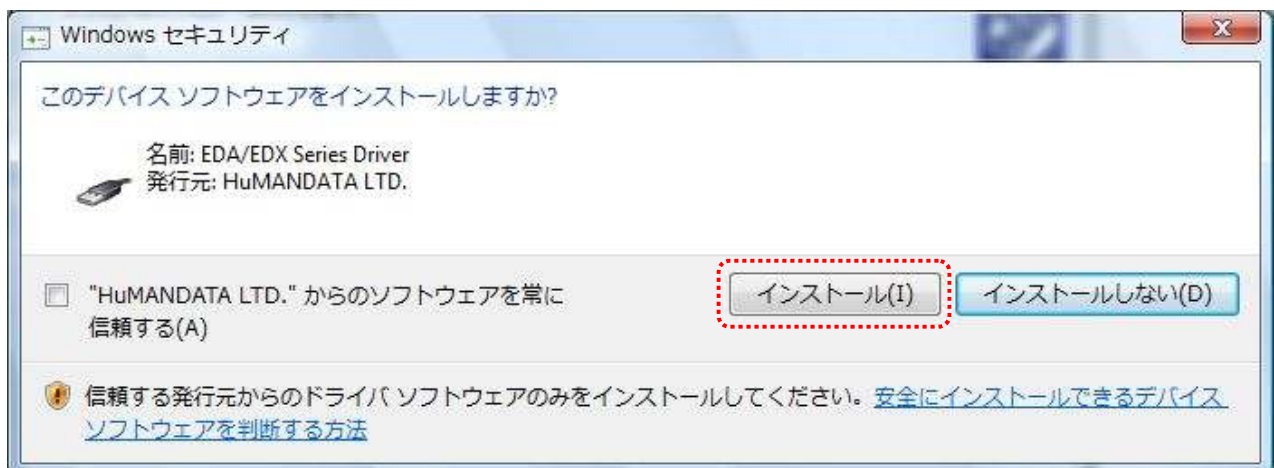 Windows セキュリティ
このデバイス ソフトウェアをインストールしますか?
名前: EDA/EDX Series Driver
発行元: HuMANDATA LTD.
"HuMANDATA LTD." からのソフトウェアを常に
信頼する(A)
インストール(I)
インストールしない(D)
信頼する発行元からのドライバ ソフトウェアのみをインストールしてください。安全にインストールできるデバイス
ソフトウェアを判断する方法